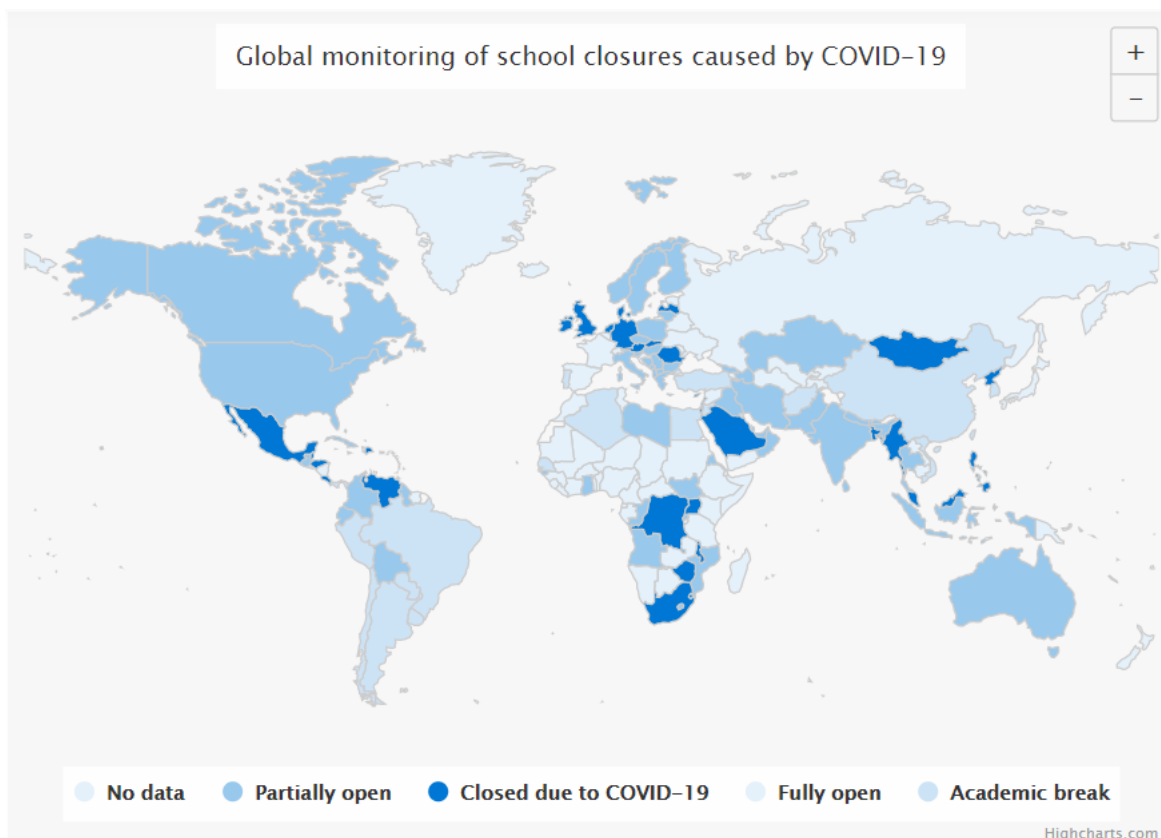 Global monitoring of school closures caused by COVID-19
+
−
No data Partially open Closed due to COVID-19 Fully open Academic break
Highcharts.com